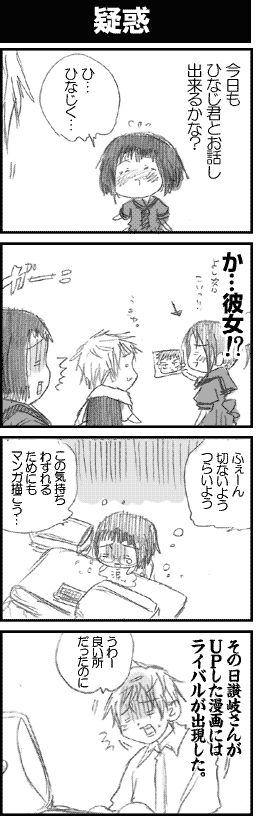 疑惑
今日も
ひなじ君とお話し
出来るかな?
ひ…
ひなじく…
か…彼女!?
ガーン
ふぇーん
切ないよう
つらいよう
この気持ち
わすれる
ためにも
マンガ描こう…
その日讃岐さんが
UPした漫画には
ライバルが出現した。
うわー
良い所
だったのに